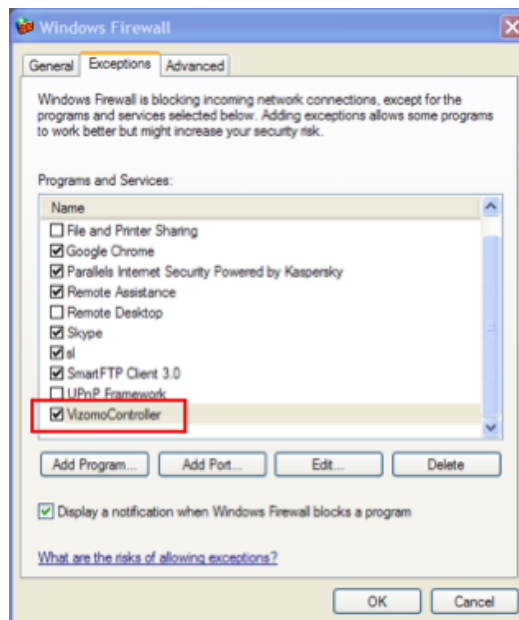 Windows Firewall
General Exceptions Advanced
Windows Firewall is blocking incoming network connections, except for the
programs and services selected below. Adding exceptions allows some programs
to work better but might increase your security risk.
Programs and Services:
Name
File and Printer Sharing
Google Chrome
Parallels Internet Security Powered by Kaspersky
Remote Assistance
Remote Desktop
Skype
sl
SmartFTP Client 3.0
UPnP Framework
VizomoController
Add Program... Add Port... Edit... Delete
Display a notification when Windows Firewall blocks a program
What are the risks of allowing exceptions?
OK Cancel